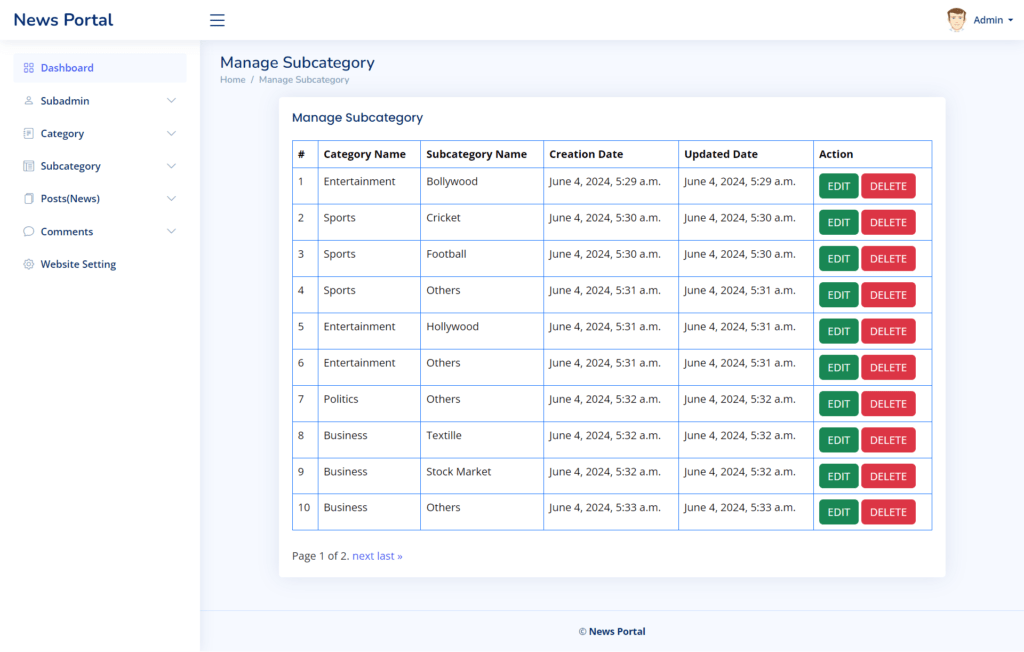 News Portal
Admin
Dashboard
Subadmin
Category
Subcategory
Posts(News)
Comments
Website Setting
Manage Subcategory
Home / Manage Subcategory
Manage Subcategory
# Category Name Subcategory Name Creation Date Updated Date Action
1 Entertainment Bollywood June 4, 2024, 5:29 a.m. June 4, 2024, 5:29 a.m. EDIT DELETE
2 Sports Cricket June 4, 2024, 5:30 a.m. June 4, 2024, 5:30 a.m. EDIT DELETE
3 Sports Football June 4, 2024, 5:30 a.m. June 4, 2024, 5:30 a.m. EDIT DELETE
4 Sports Others June 4, 2024, 5:31 a.m. June 4, 2024, 5:31 a.m. EDIT DELETE
5 Entertainment Hollywood June 4, 2024, 5:31 a.m. June 4, 2024, 5:31 a.m. EDIT DELETE
6 Entertainment Others June 4, 2024, 5:31 a.m. June 4, 2024, 5:31 a.m. EDIT DELETE
7 Politics Others June 4, 2024, 5:32 a.m. June 4, 2024, 5:32 a.m. EDIT DELETE
8 Business Textille June 4, 2024, 5:32 a.m. June 4, 2024, 5:32 a.m. EDIT DELETE
9 Business Stock Market June 4, 2024, 5:32 a.m. June 4, 2024, 5:32 a.m. EDIT DELETE
10 Business Others June 4, 2024, 5:33 a.m. June 4, 2024, 5:33 a.m. EDIT DELETE
Page 1 of 2. next last »
© News Portal